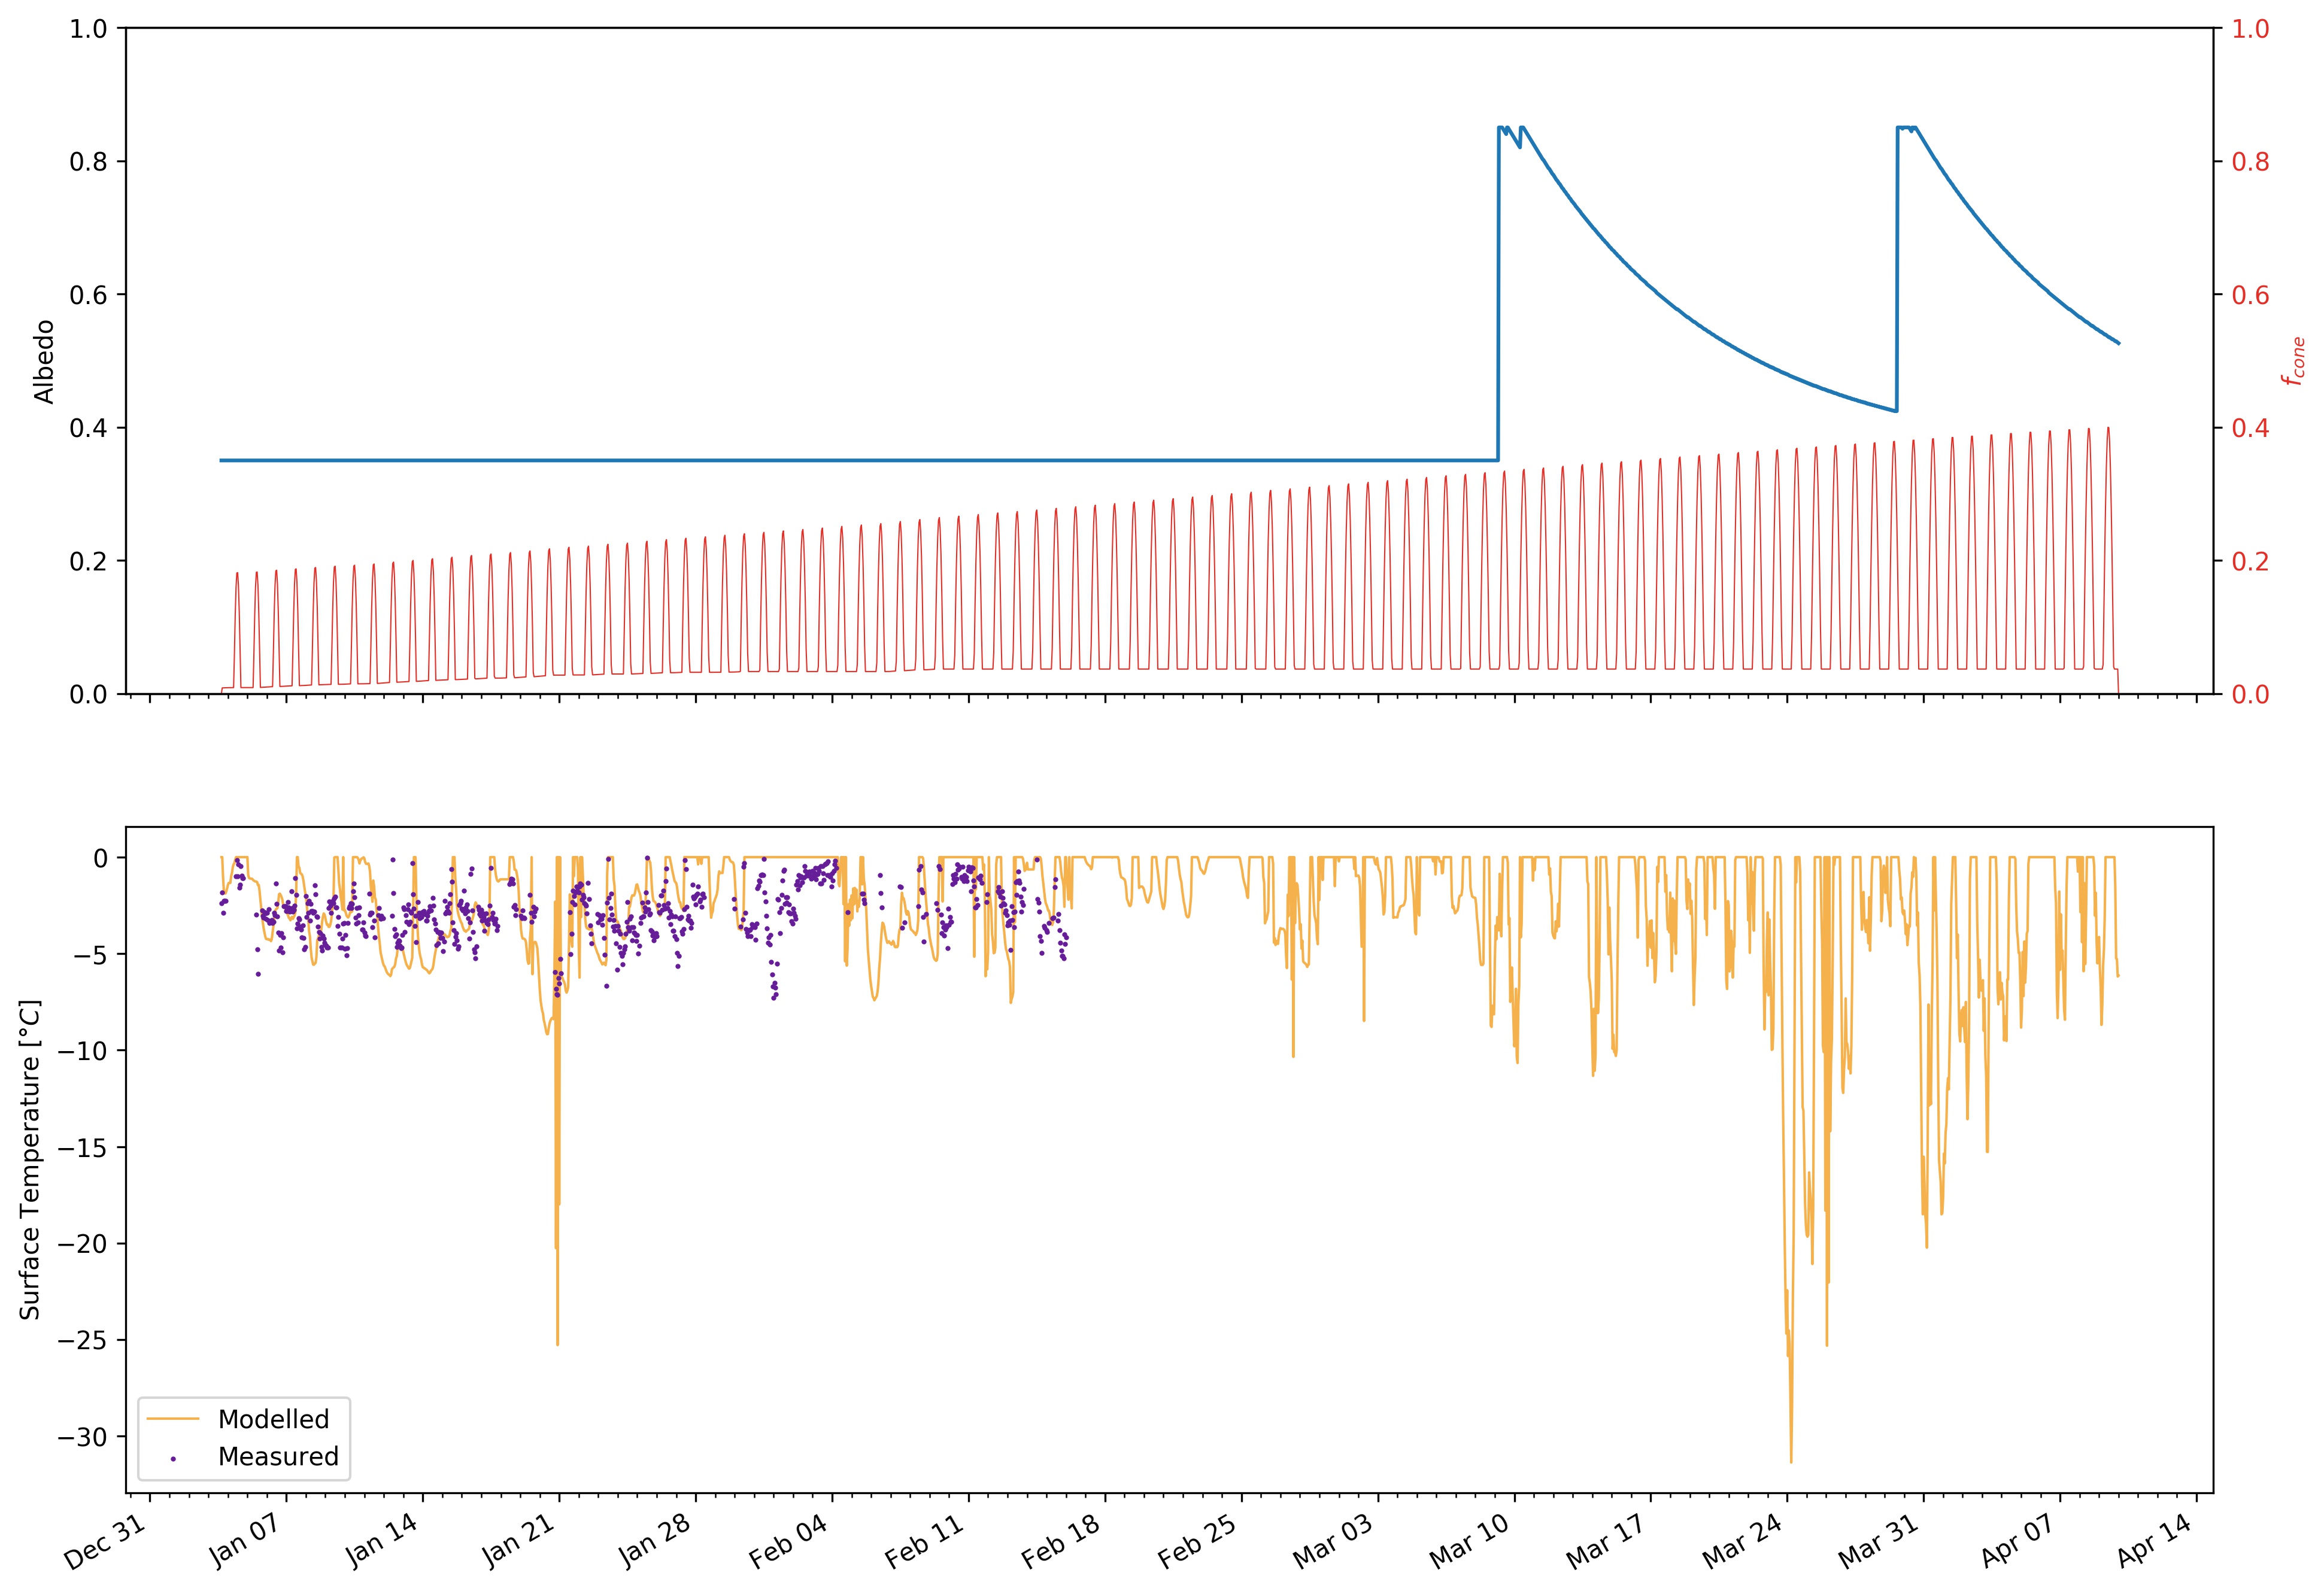 1.0
0.8
0.6
0.4
0.2
0.0
Albedo
1.0
0.8
0.6
0.4
0.2
0.0
f_cone
0
−5
−10
−15
−20
−25
−30
Surface Temperature [°C]
Modelled
Measured
Dec 31
Jan 07
Jan 14
Jan 21
Jan 28
Feb 04
Feb 11
Feb 18
Feb 25
Mar 03
Mar 10
Mar 17
Mar 24
Mar 31
Apr 07
Apr 14